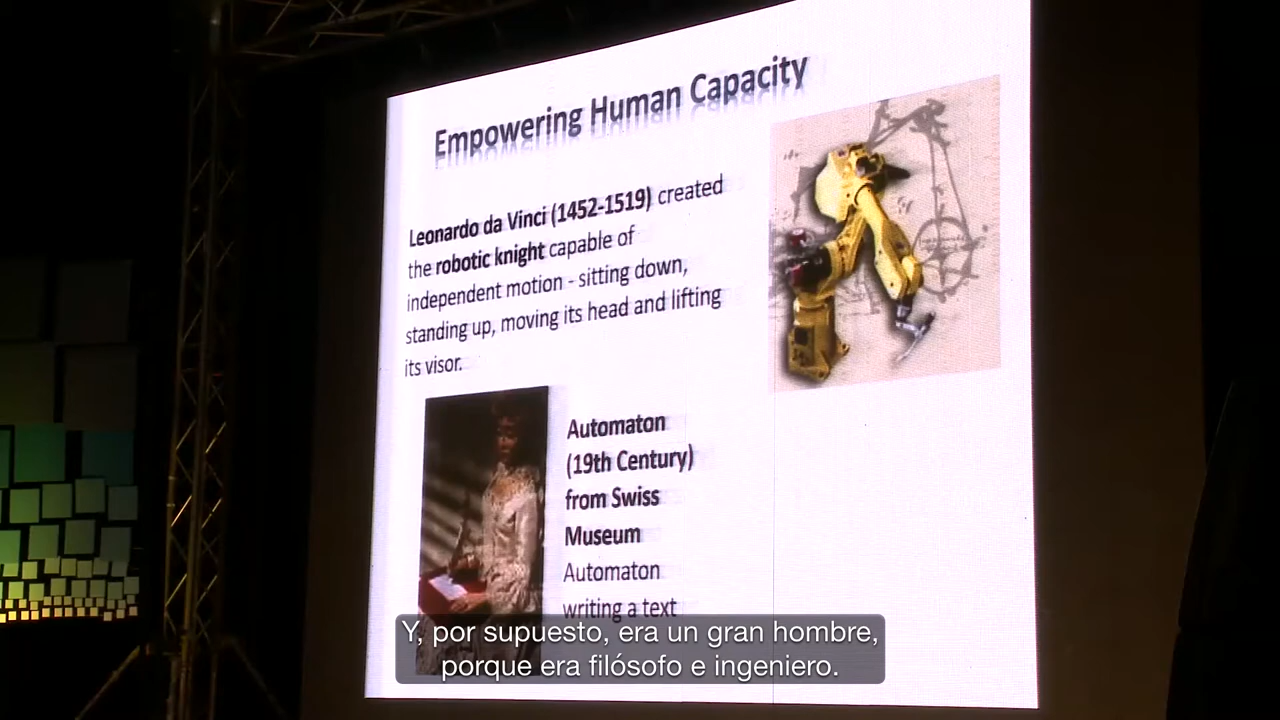 Empowering Human Capacity
Leonardo da Vinci (1452-1519) created
the robotic knight capable of
independent motion - sitting down,
standing up, moving its head and lifting
its visor.
Automaton
(19th Century)
from Swiss
Museum
Automaton
writing a text
Y, por supuesto, era un gran hombre,
porque era filósofo e ingeniero.